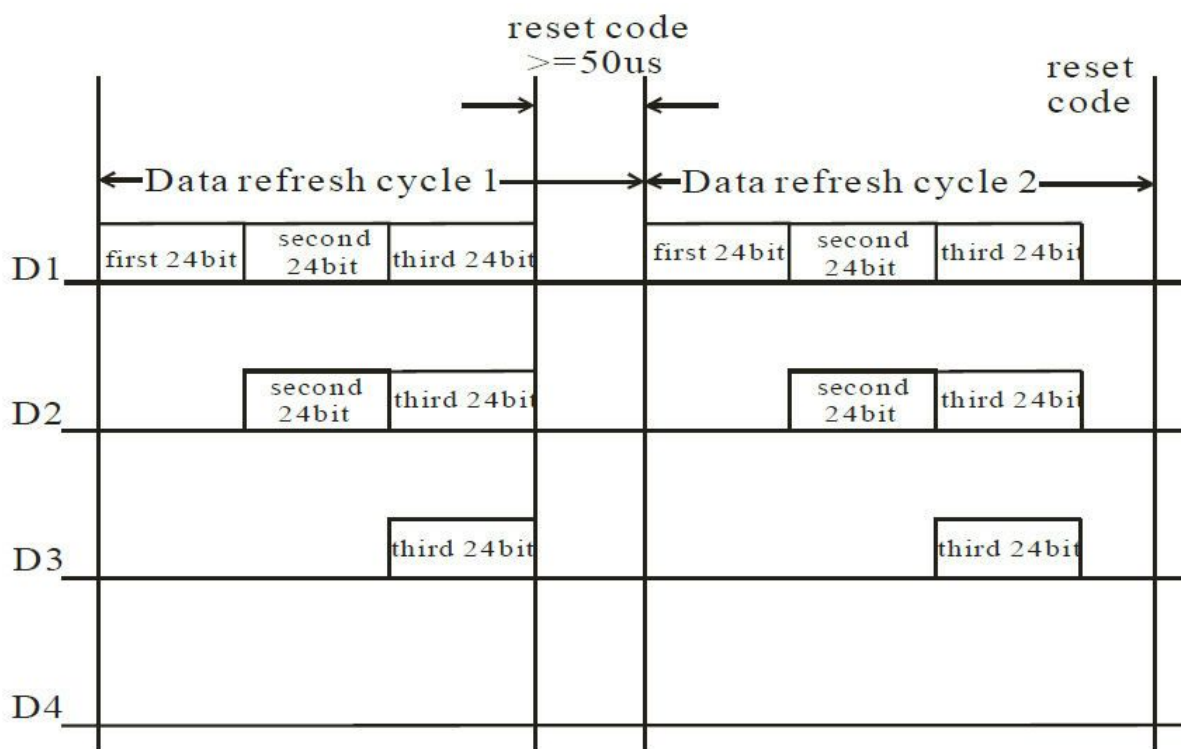 reset code
>=50us
reset
code
Data refresh cycle 1
Data refresh cycle 2
D1
first 24bit
second
24bit
third 24bit
first 24bit
second
24bit
third 24bit
D2
second
24bit
third 24bit
second
24bit
third 24bit
D3
third 24bit
third 24bit
D4